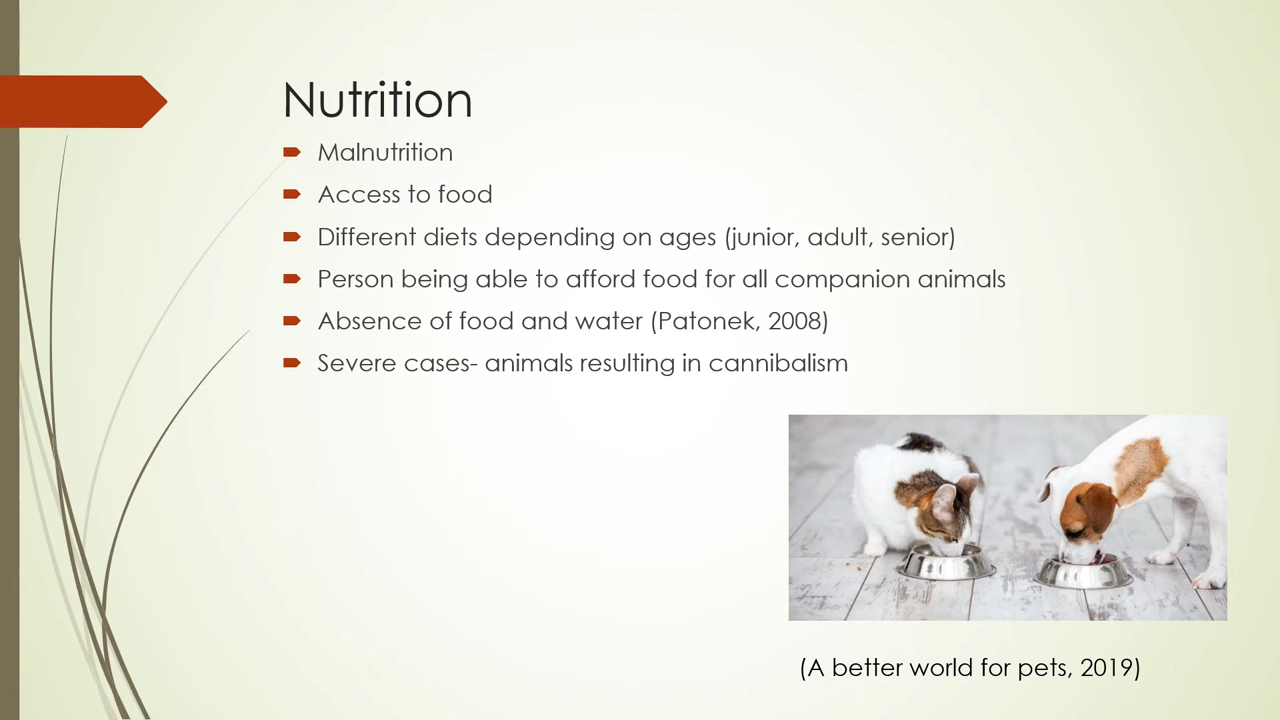 Nutrition
Malnutrition
Access to food
Different diets depending on ages (junior, adult, senior)
Person being able to afford food for all companion animals
Absence of food and water (Patonek, 2008)
Severe cases- animals resulting in cannibalism
(A better world for pets, 2019)